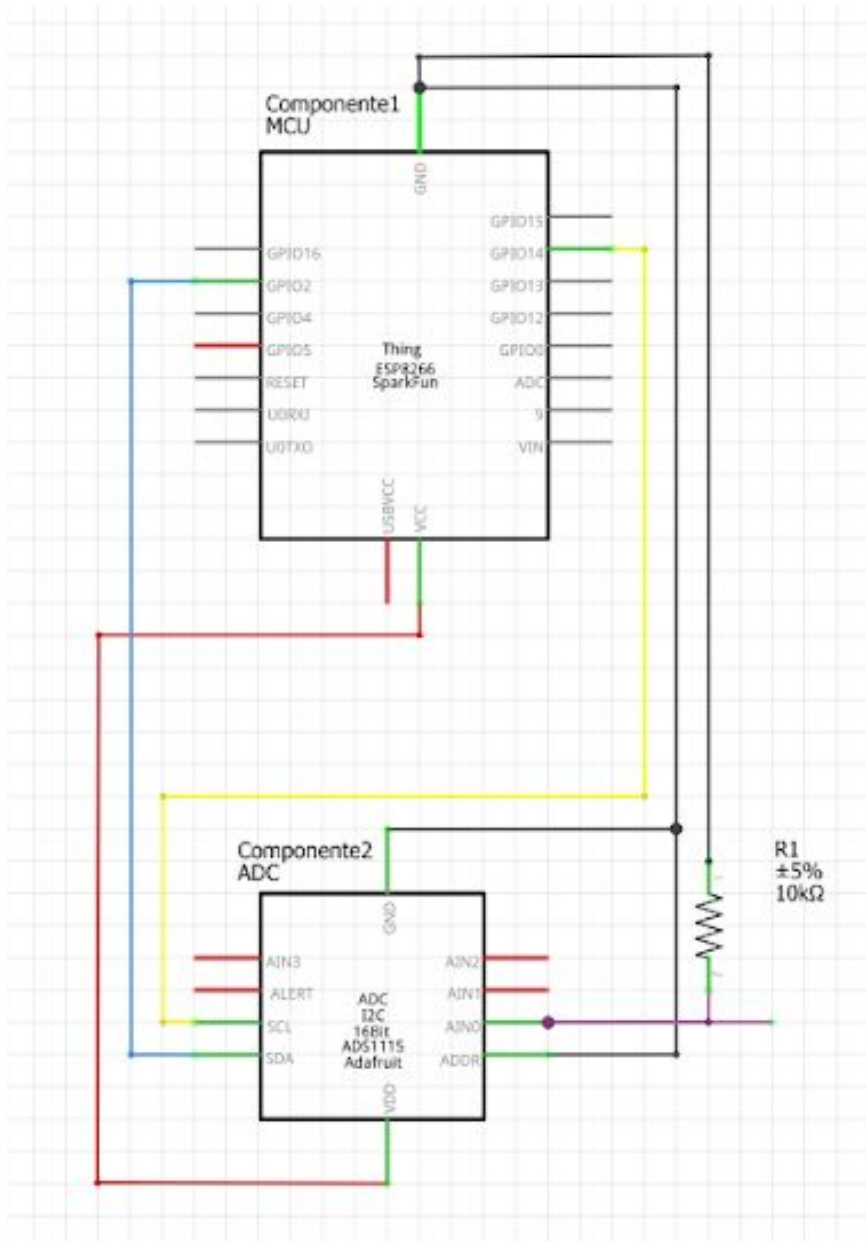 Componente1
MCU
GND
GPIO15
GPIO16
GPIO14
GPIO2
GPIO13
GPIO4
GPIO12
GPIO5
Thing
GPIO0
ESP8266
RESET
SparkFun
ADC
U0RXI
9
U0TXO
VIN
USBVCC
VCC
Componente2
ADC
R1
±5%
10kΩ
GND
AIN3
AIN2
ALERT
AIN1
ADC
I2C
SCL
16Bit
AIN0
ADS1115
SDA
Adafruit
ADDR
VDD